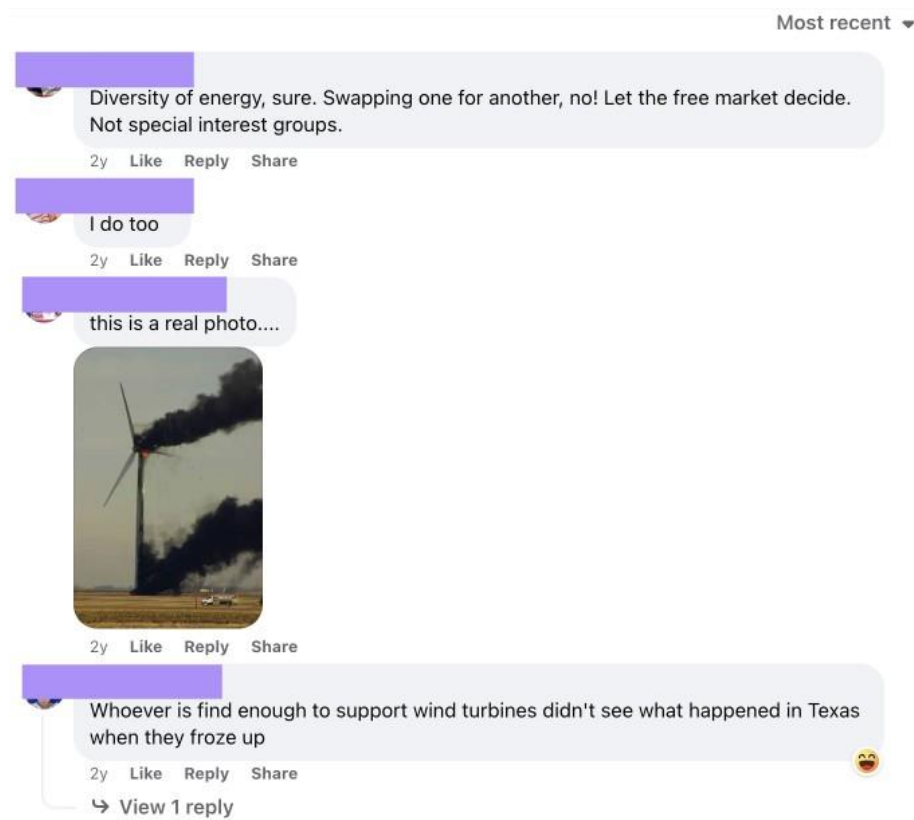 Most recent
Diversity of energy, sure. Swapping one for another, no! Let the free market decide.
Not special interest groups.
2y Like Reply Share
I do too
2y Like Reply Share
this is a real photo....
2y Like Reply Share
Whoever is find enough to support wind turbines didn't see what happened in Texas
when they froze up
2y Like Reply Share
View 1 reply